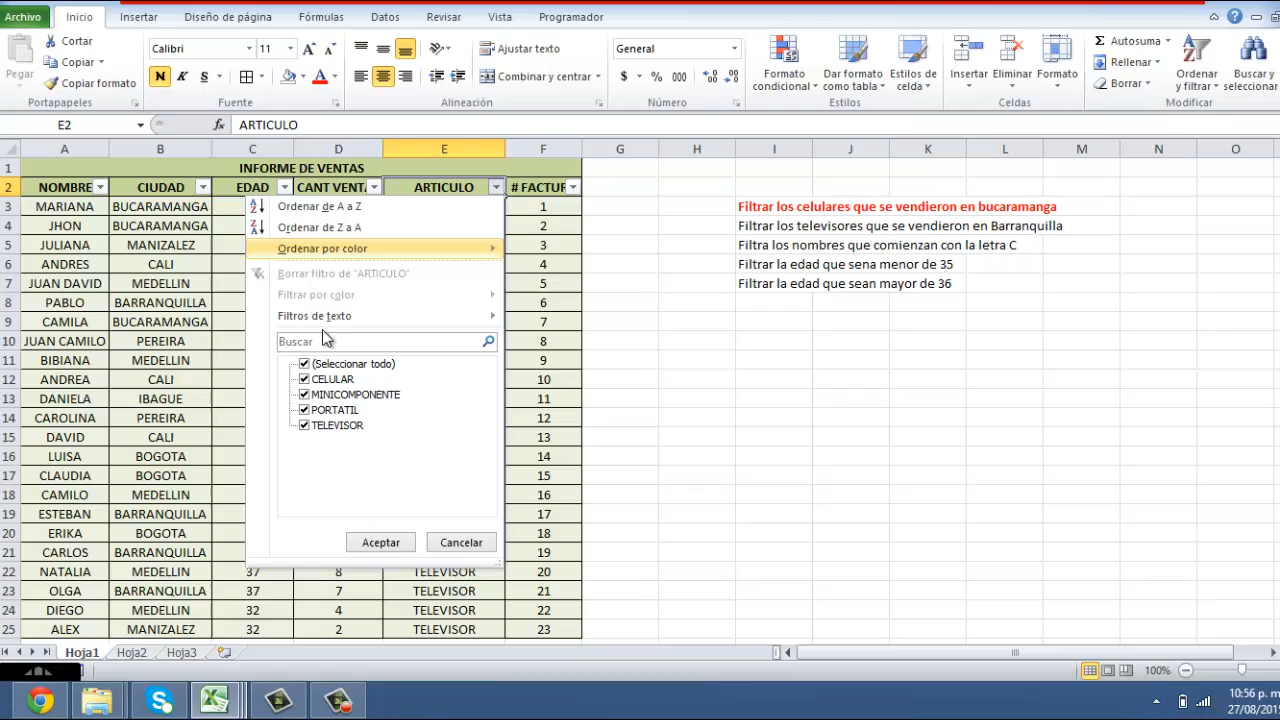 Archivo Inicio Insertar Diseño de página Fórmulas Datos Revisar Vista Programador
Pegar
Cortar
Copiar
Copiar formato
Portapapeles
Calibri 11
N K S
Fuente
Ajustar texto
Combinar y centrar
Alineación
General
$ % 000
Número
Formato condicional
Dar formato como tabla
Estilos de celda
Estilos
Insertar Eliminar Formato
Celdas
Autosuma
Rellenar
Borrar
Ordenar y filtrar
Buscar y seleccionar
Modificar
E2 fx ARTICULO
A B C D E F G H I J K L M N O
1 INFORME DE VENTAS
2 NOMBRE CIUDAD EDAD CANT VENTA ARTICULO # FACTUR
3 MARIANA BUCARAMANGA 1
4 JHON BUCARAMANGA 2
5 JULIANA MANIZALEZ 3
6 ANDRES CALI 4
7 JUAN DAVID MEDELLIN 5
8 PABLO BARRANQUILLA 6
9 CAMILA BUCARAMANGA 7
10 JUAN CAMILO PEREIRA 8
11 BIBIANA MEDELLIN 9
12 ANDREA CALI 10
13 DANIELA IBAGUE 11
14 CAROLINA PEREIRA 12
15 DAVID CALI 13
16 LUISA BOGOTA 14
17 CLAUDIA BOGOTA 15
18 CAMILO MEDELLIN 16
19 ESTEBAN BARRANQUILLA 17
20 ERIKA BOGOTA 18
21 CARLOS BARRANQUILLA 19
22 NATALIA MEDELLIN 37 8 TELEVISOR 20
23 OLGA BARRANQUILLA 37 7 TELEVISOR 21
24 DIEGO MEDELLIN 32 4 TELEVISOR 22
25 ALEX MANIZALEZ 32 2 TELEVISOR 23
Ordenar de A a Z
Ordenar de Z a A
Ordenar por color
Borrar filtro de "ARTICULO"
Filtrar por color
Filtros de texto
Buscar
(Seleccionar todo)
CELULAR
MINICOMPONENTE
PORTATIL
TELEVISOR
Aceptar Cancelar
Filtrar los celulares que se vendieron en bucaramanga
Filtrar los televisores que se vendieron en Barranquilla
Filtra los nombres que comienzan con la letra C
Filtrar la edad que sena menor de 35
Filtrar la edad que sean mayor de 36
Hoja1 Hoja2 Hoja3
100%
10:56 p. m